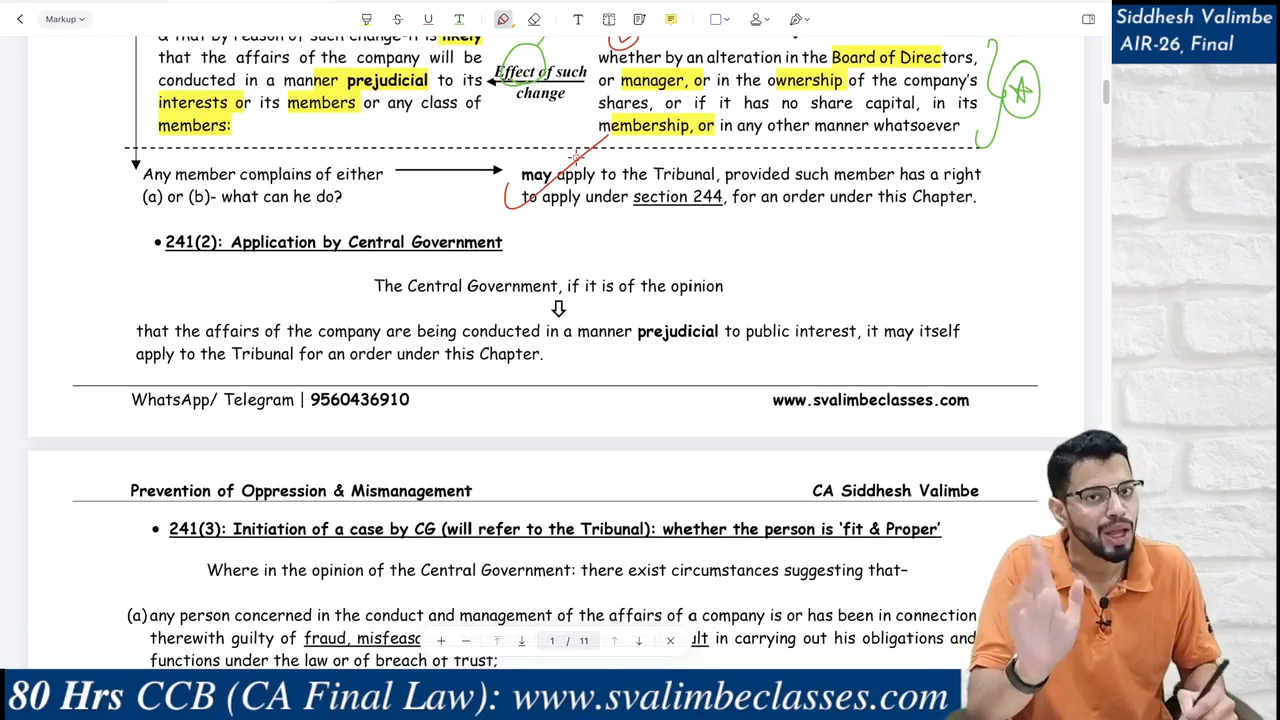 Markup
Siddhesh Valimbe
AIR-26, Final
& that by reason of such change-it is likely
that the affairs of the company will be
conducted in a manner prejudicial to its
interests or its members or any class of
members:
Effect of such
change
whether by an alteration in the Board of Directors,
or manager, or in the ownership of the company's
shares, or if it has no share capital, in its
membership, or in any other manner whatsoever
Any member complains of either
(a) or (b)- what can he do?
may apply to the Tribunal, provided such member has a right
to apply under section 244, for an order under this Chapter.
• 241(2): Application by Central Government
The Central Government, if it is of the opinion
that the affairs of the company are being conducted in a manner prejudicial to public interest, it may itself
apply to the Tribunal for an order under this Chapter.
WhatsApp/ Telegram | 9560436910
www.svalimbeclasses.com
Prevention of Oppression & Mismanagement
CA Siddhesh Valimbe
• 241(3): Initiation of a case by CG (will refer to the Tribunal): whether the person is 'fit & Proper'
Where in the opinion of the Central Government: there exist circumstances suggesting that–
(a) any person concerned in the conduct and management of the affairs of a company is or has been in connection
therewith guilty of fraud, in carrying out his obligations and
functions under the law or of breach of trust;
1 / 11
80 Hrs CCB (CA Final Law): www.svalimbeclasses.com